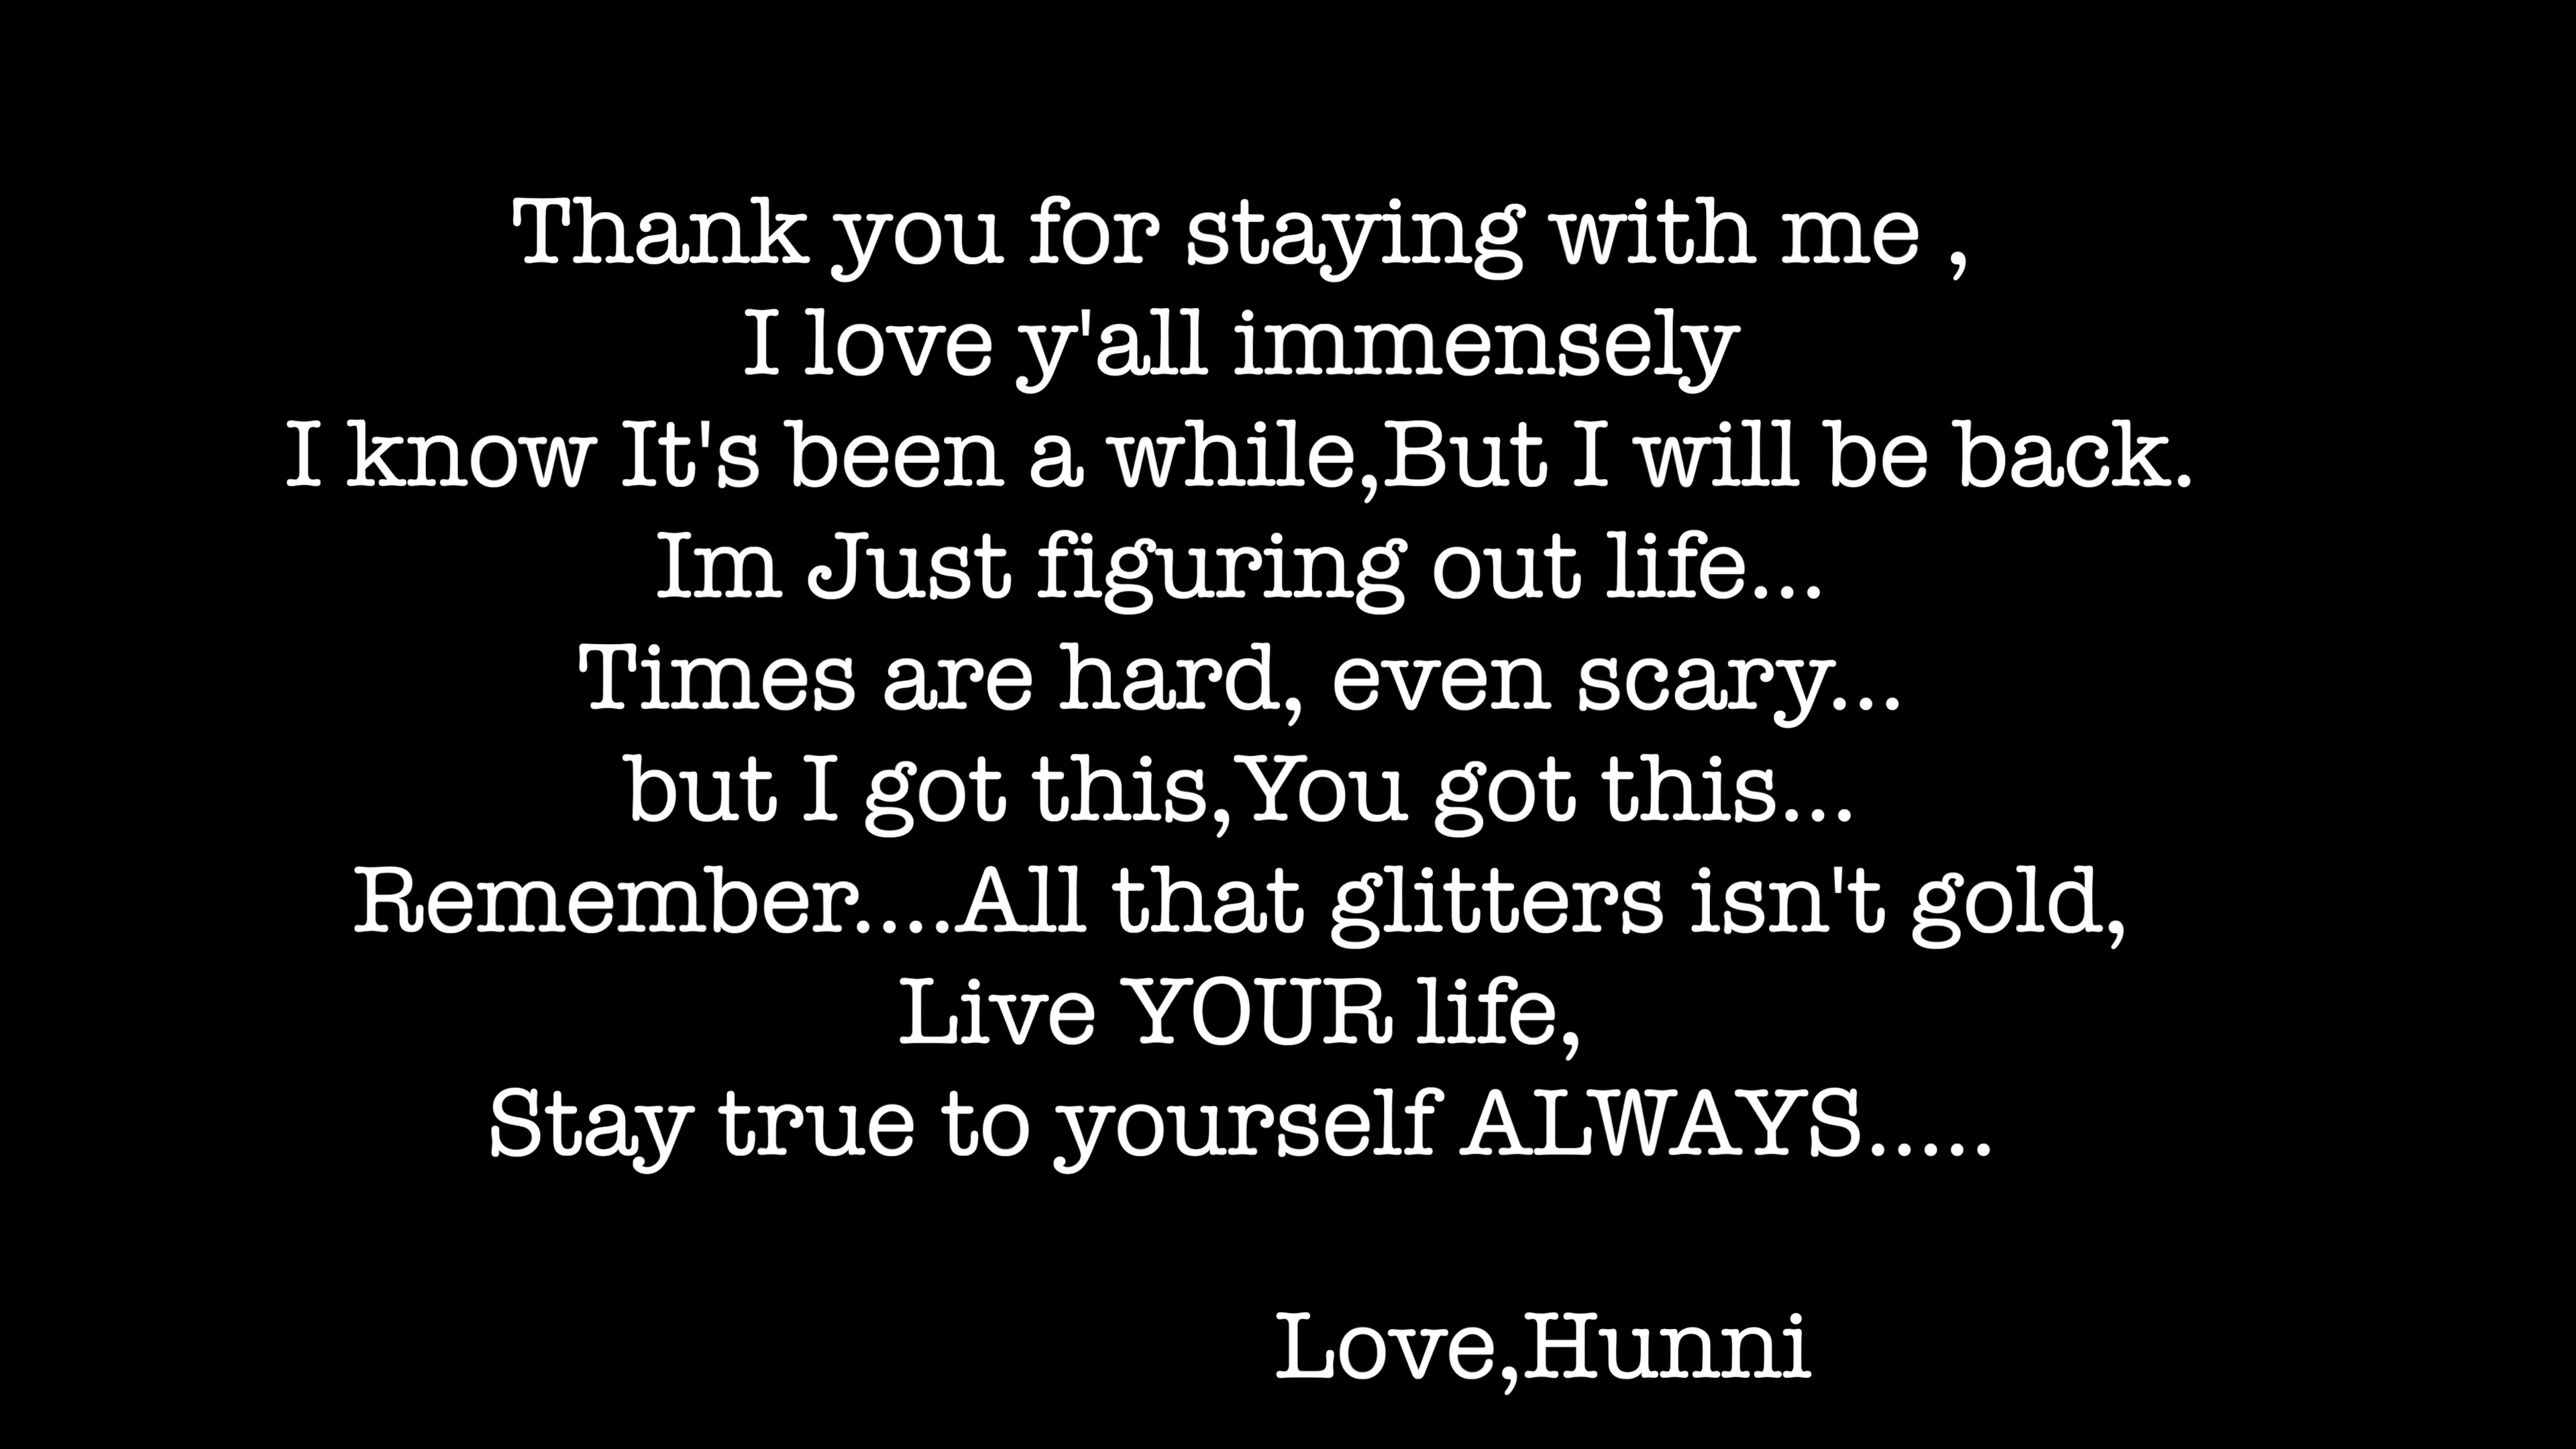 Thank you for staying with me ,
I love y'all immensely
I know It's been a while,But I will be back.
Im Just figuring out life...
Times are hard, even scary...
but I got this,You got this...
Remember....All that glitters isn't gold,
Live YOUR life,
Stay true to yourself ALWAYS.....
Love,Hunni